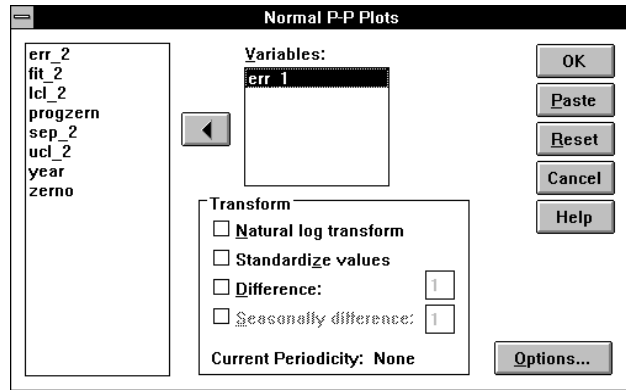 Normal P-P Plots
err_2
fit_2
lcl_2
progzern
sep_2
ucl_2
year
zerno
Variables:
err_1
OK
Paste
Reset
Cancel
Help
Transform
Natural log transform
Standardize values
Difference: 1
Seasonally difference: 1
Current Periodicity: None
Options...